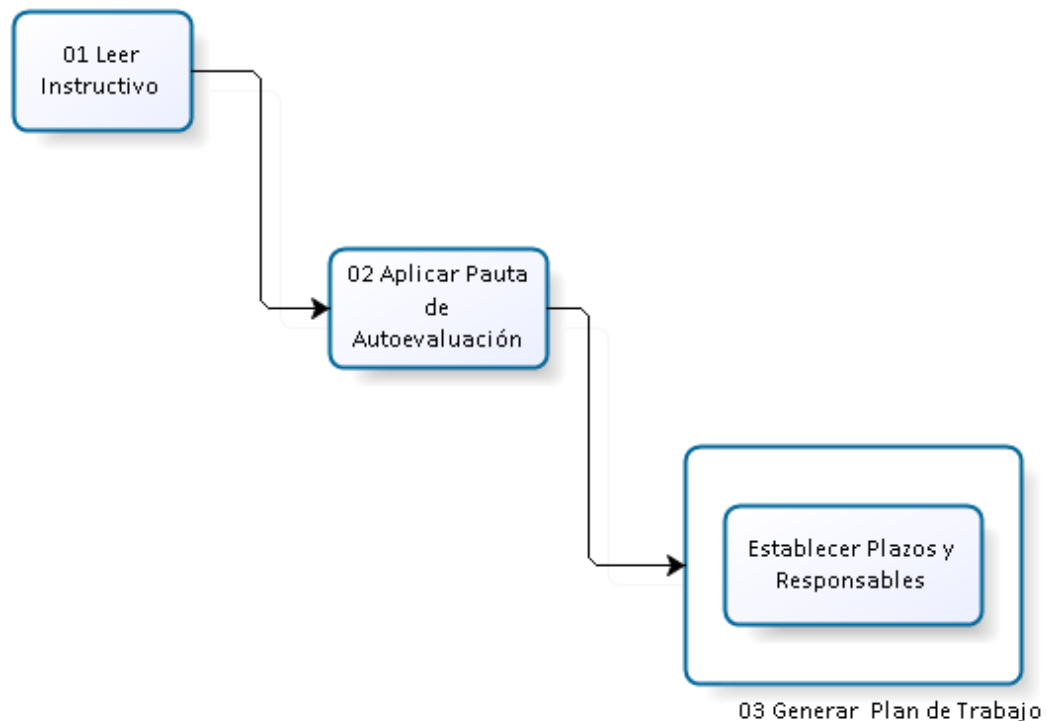 01 Leer
Instructivo
02 Aplicar Pauta
de
Autoevaluación
Establecer Plazos y
Responsables
03 Generar Plan de Trabajo